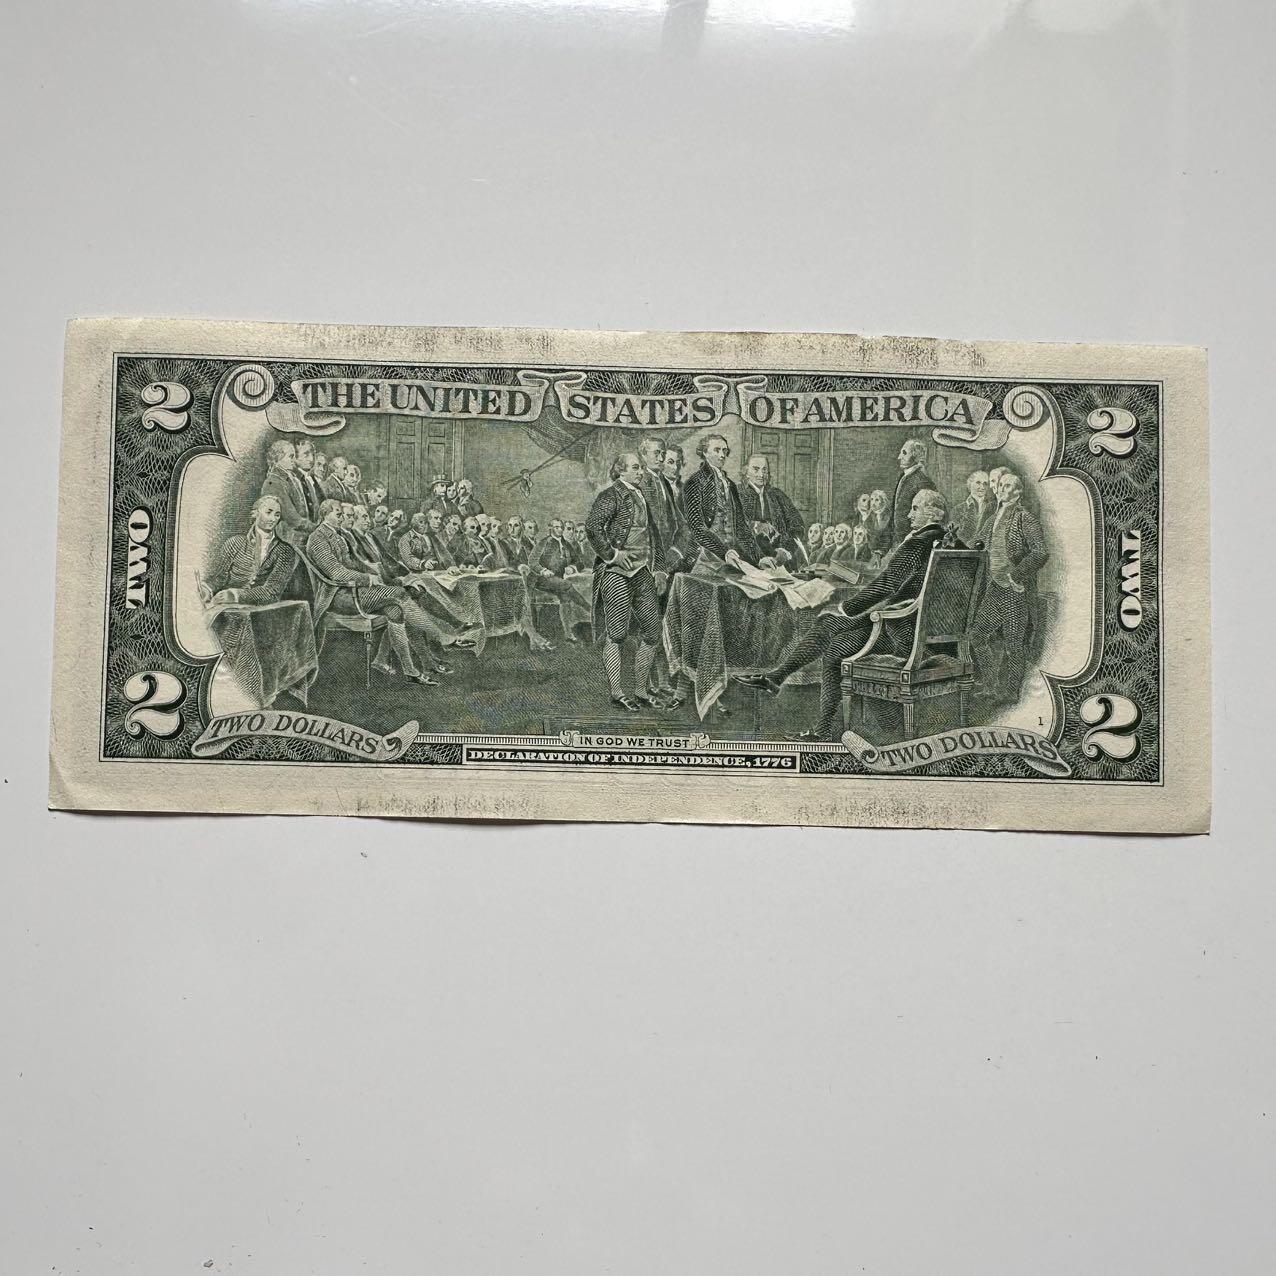 THE UNITED STATES OF AMERICA
2
2
TWO
TWO
2
2
TWO DOLLARS
IN GOD WE TRUST
1
TWO DOLLARS
DECLARATION OF INDEPENDENCE, 1776